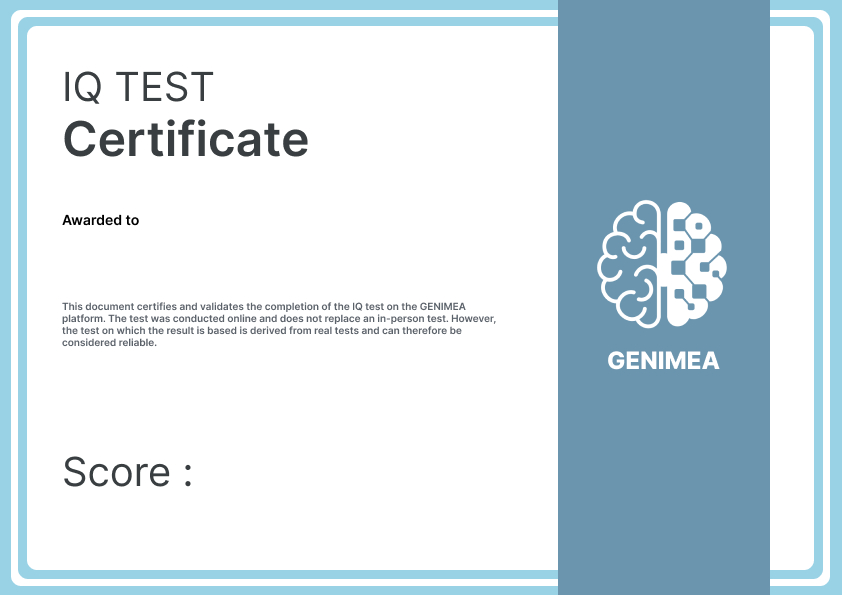 IQ TEST
Certificate
Awarded to
This document certifies and validates the completion of the IQ test on the GENIMEA
platform. The test was conducted online and does not replace an in-person test. However,
the test on which the result is based is derived from real tests and can therefore be
considered reliable.
GENIMEA
Score :